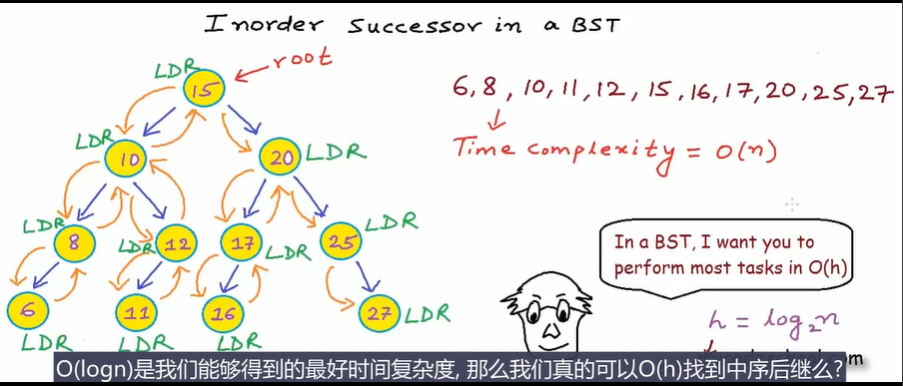 Inorder Successor in a BST
LDR
root
15
6,8,10,11,12,15,16,17,20,25,27
LDR
10
20 LDR
Time complexity = O(n)
LDR
8
LDR 12
17
LDR
25
LDR
In a BST, I want you to
perform most tasks in O(h)
6
11
16
27 LDR
h = log₂n
LDR
LDR
LDR
.com
O(logn)是我们能够得到的最好时间复杂度, 那么我们真的可以O(h)找到中序后继么?